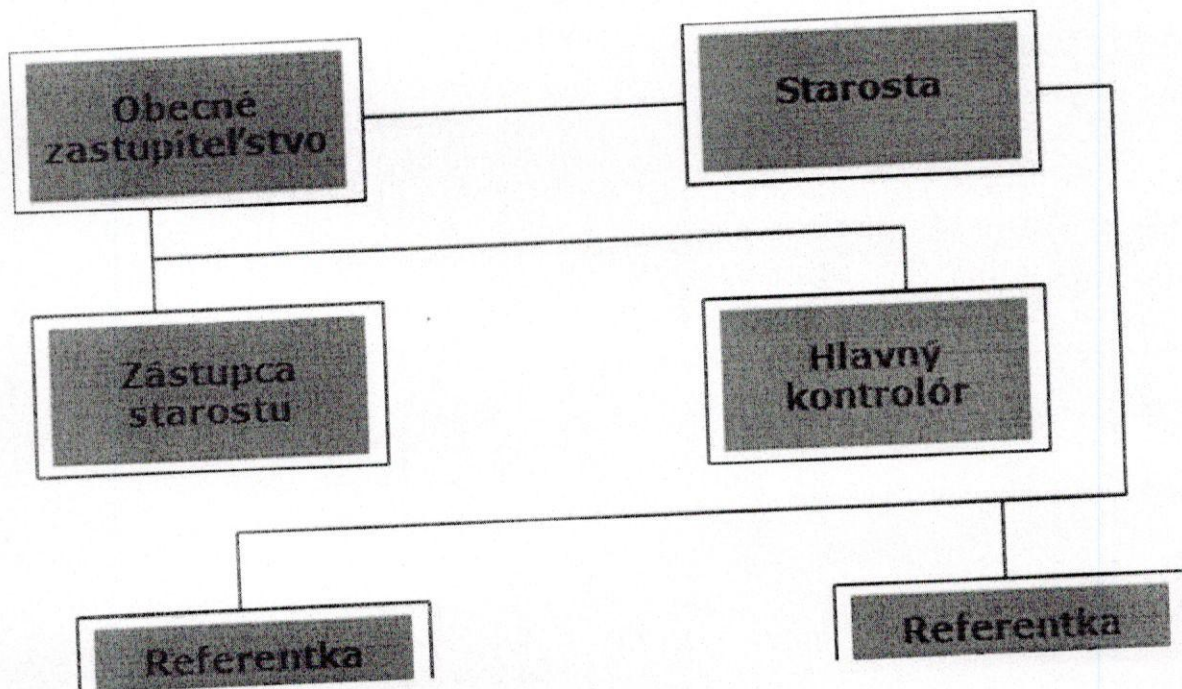 Obecné
zastupiteľstvo
Starosta
Zástupca
starostu
Hlavný
kontrolór
Referentka
Referentka